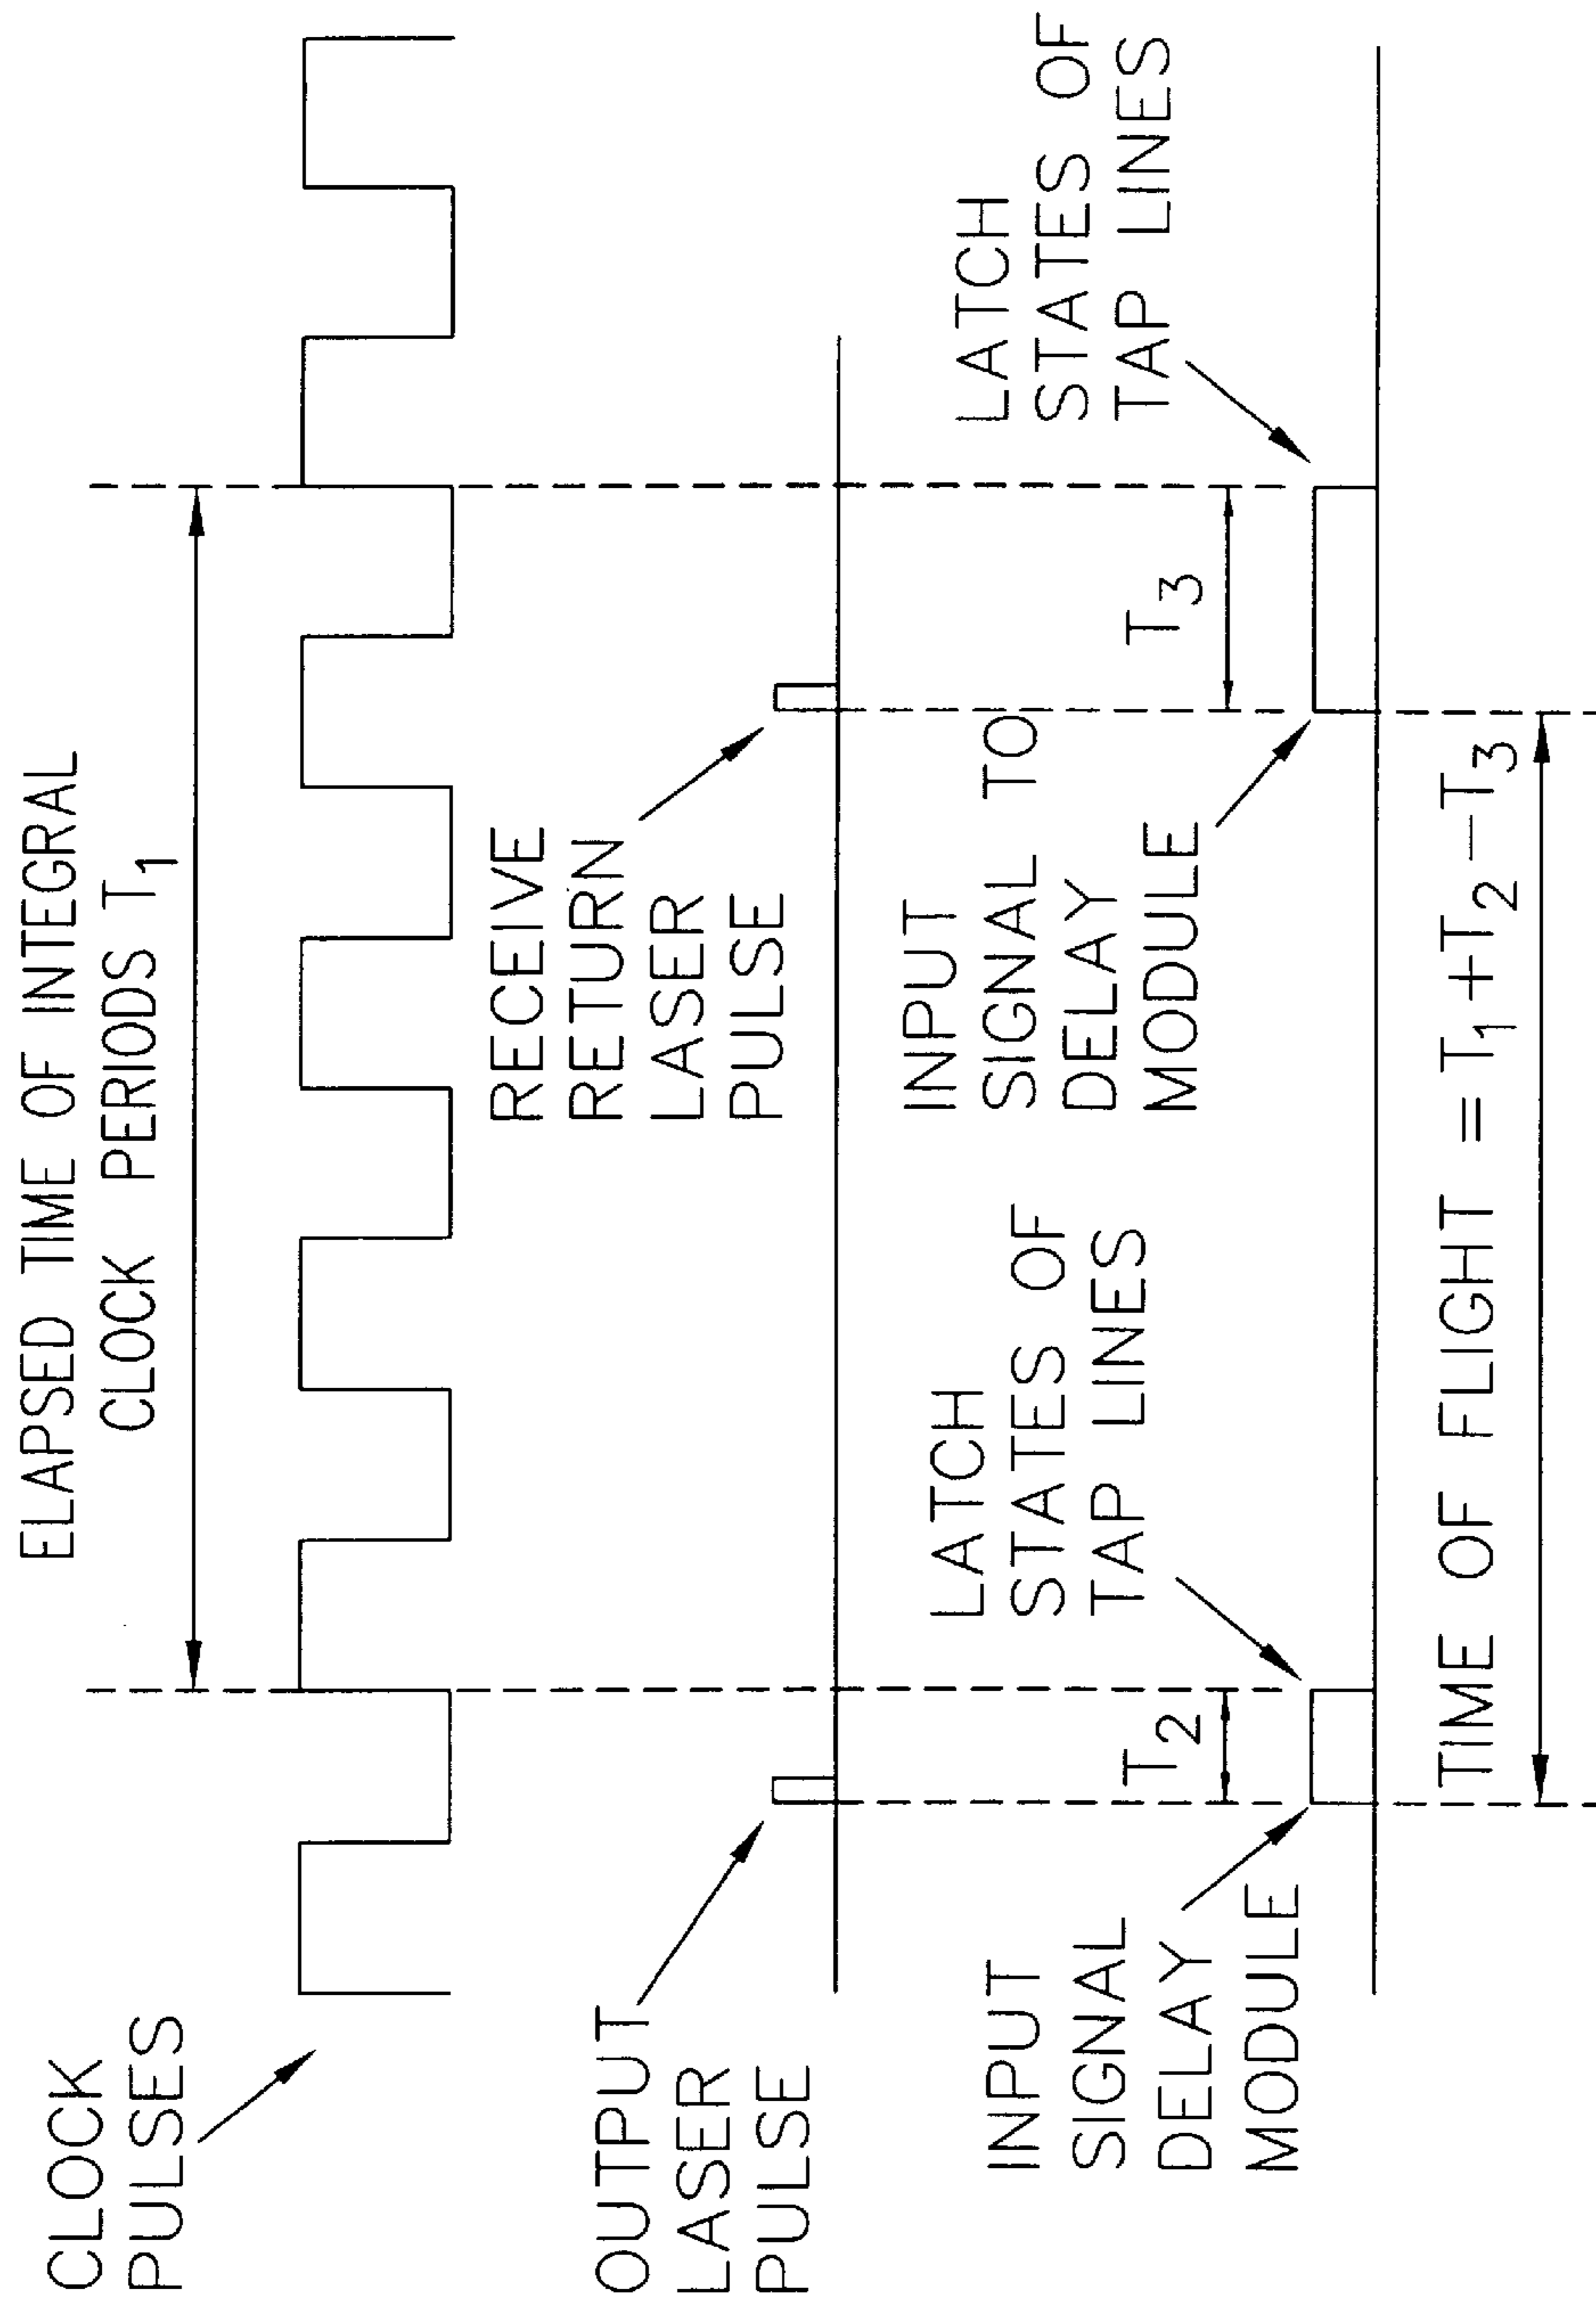 ELAPSED TIME OF INTEGRAL
CLOCK PERIODS T1
CLOCK
PULSES
OUTPUT
LASER
PULSE
RECEIVE
RETURN
LASER
PULSE
INPUT
SIGNAL
DELAY
MODULE
T2
LATCH
STATES OF
TAP LINES
INPUT
SIGNAL TO
DELAY
MODULE
T3
LATCH
STATES OF
TAP LINES
TIME OF FLIGHT = T1+T2-T3